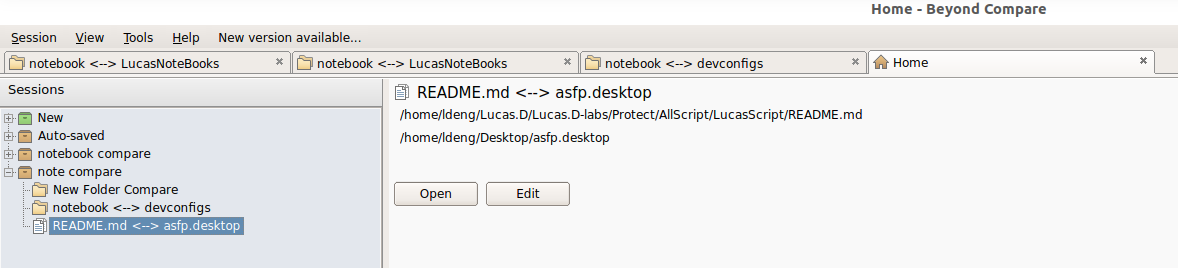 Home - Beyond Compare
Session View Tools Help New version available...
notebook <--> LucasNoteBooks notebook <--> LucasNoteBooks notebook <--> devconfigs Home
Sessions
New
Auto-saved
notebook compare
note compare
New Folder Compare
notebook <--> devconfigs
README.md <--> asfp.desktop
README.md <--> asfp.desktop
/home/ldeng/Lucas.D/Lucas.D-labs/Protect/AllScript/LucasScript/README.md
/home/ldeng/Desktop/asfp.desktop
Open Edit